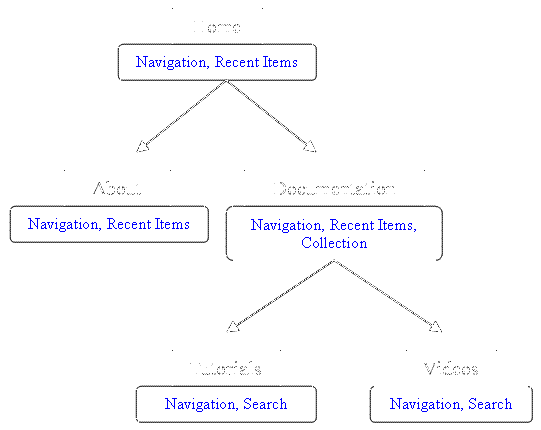 Home
Navigation, Recent Items
About
Documentation
Navigation, Recent Items
Navigation, Recent Items,
Collection
Tutorials
Videos
Navigation, Search
Navigation, Search